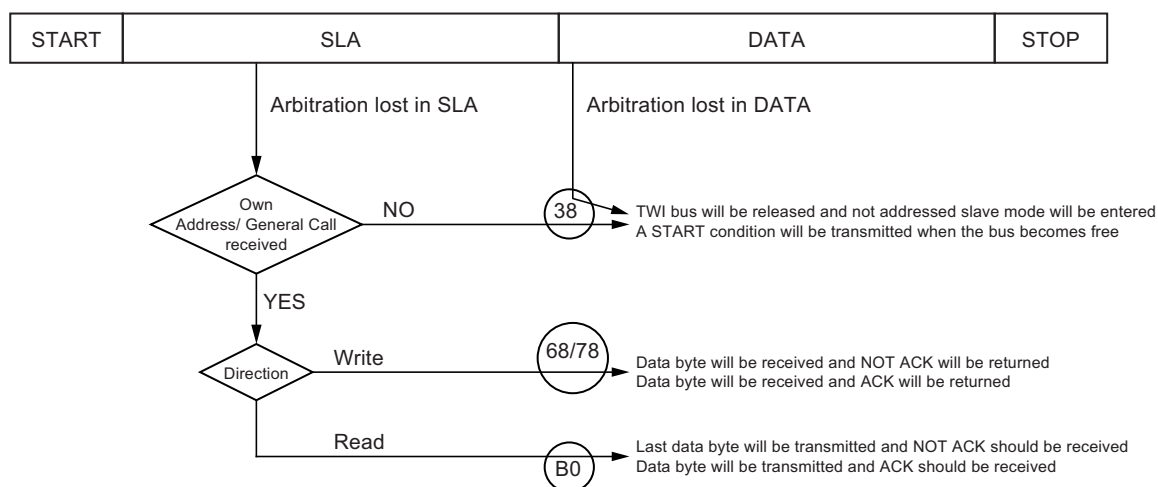 START SLA DATA STOP
Arbitration lost in SLA Arbitration lost in DATA
Own
Address/ General Call
received
NO
38
TWI bus will be released and not addressed slave mode will be entered
A START condition will be transmitted when the bus becomes free
YES
Direction
Write
68/78
Data byte will be received and NOT ACK will be returned
Data byte will be received and ACK will be returned
Read
B0
Last data byte will be transmitted and NOT ACK should be received
Data byte will be transmitted and ACK should be received